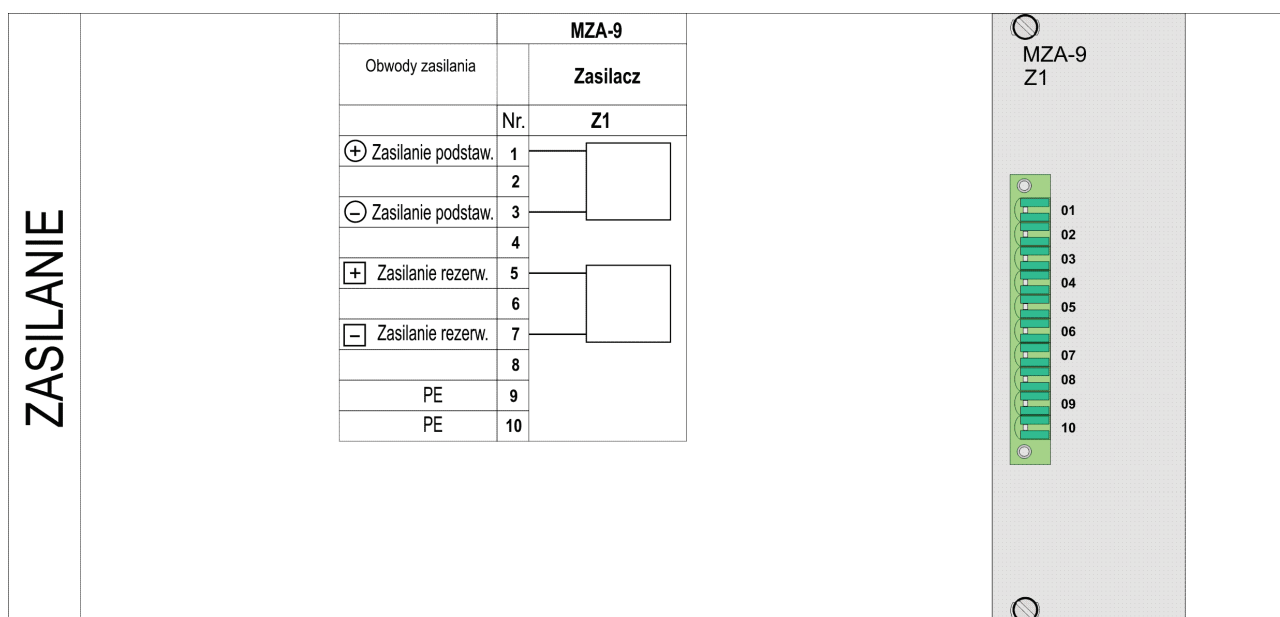 ZASILANIE
MZA-9
Obwody zasilania
Zasilacz
Nr. Z1
+ Zasilanie podstaw. 1
2
− Zasilanie podstaw. 3
4
+ Zasilanie rezerw. 5
6
− Zasilanie rezerw. 7
8
PE 9
PE 10
MZA-9
Z1
01
02
03
04
05
06
07
08
09
10